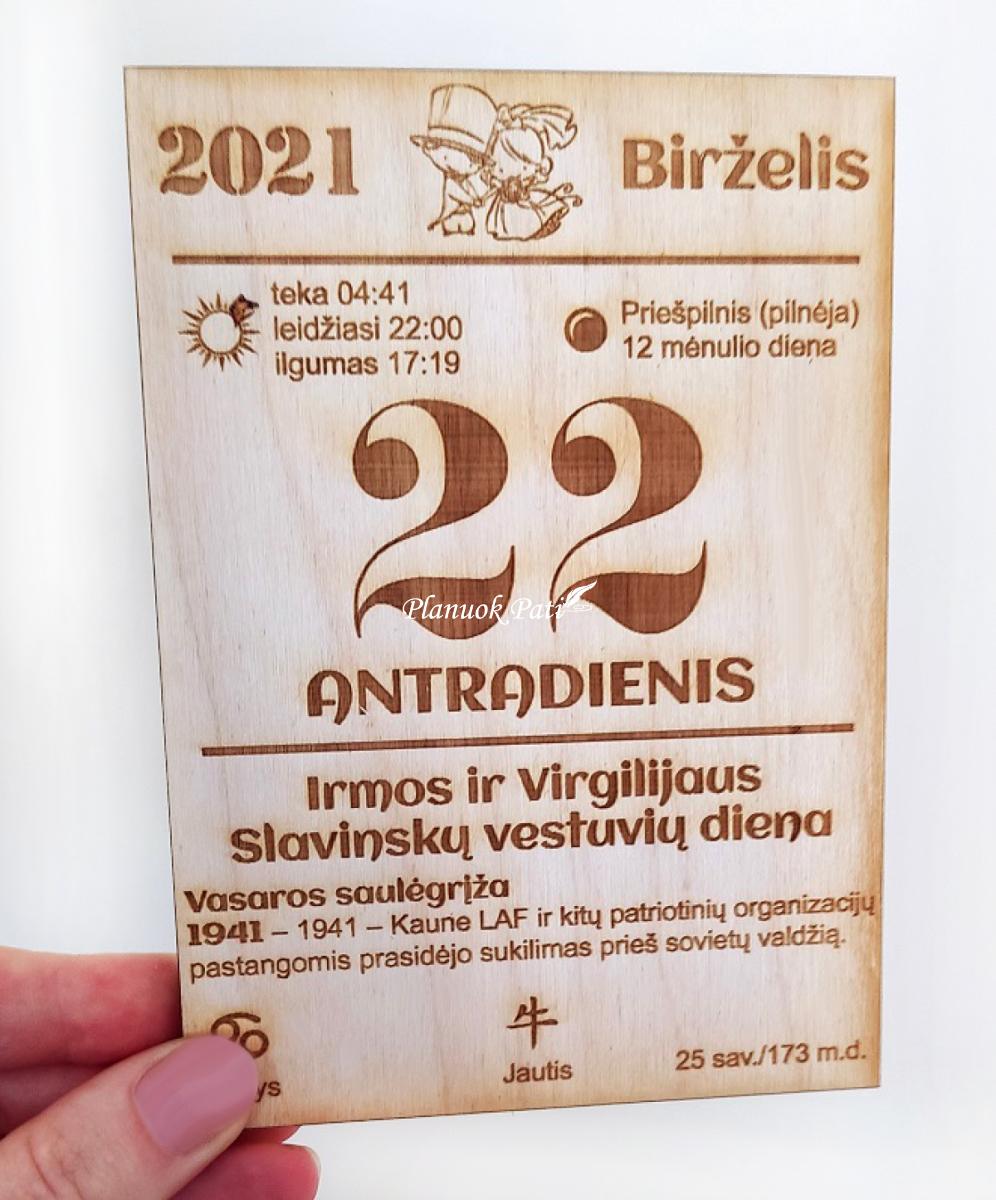 2021 Birželis
teka 04:41
leidžiasi 22:00
ilgumas 17:19
Priešpilnis (pilnėja)
12 mėnulio diena
22
Planuok Pati
ANTRADIENIS
Irmos ir Virgilijaus
Slavinskų vestuvių diena
Vasaros saulėgrįža
1941 – 1941 – Kaune LAF ir kitų patriotinių organizacijų
pastangomis prasidėjo sukilimas prieš sovietų valdžią.
牛
Jautis
25 sav./173 m.d.